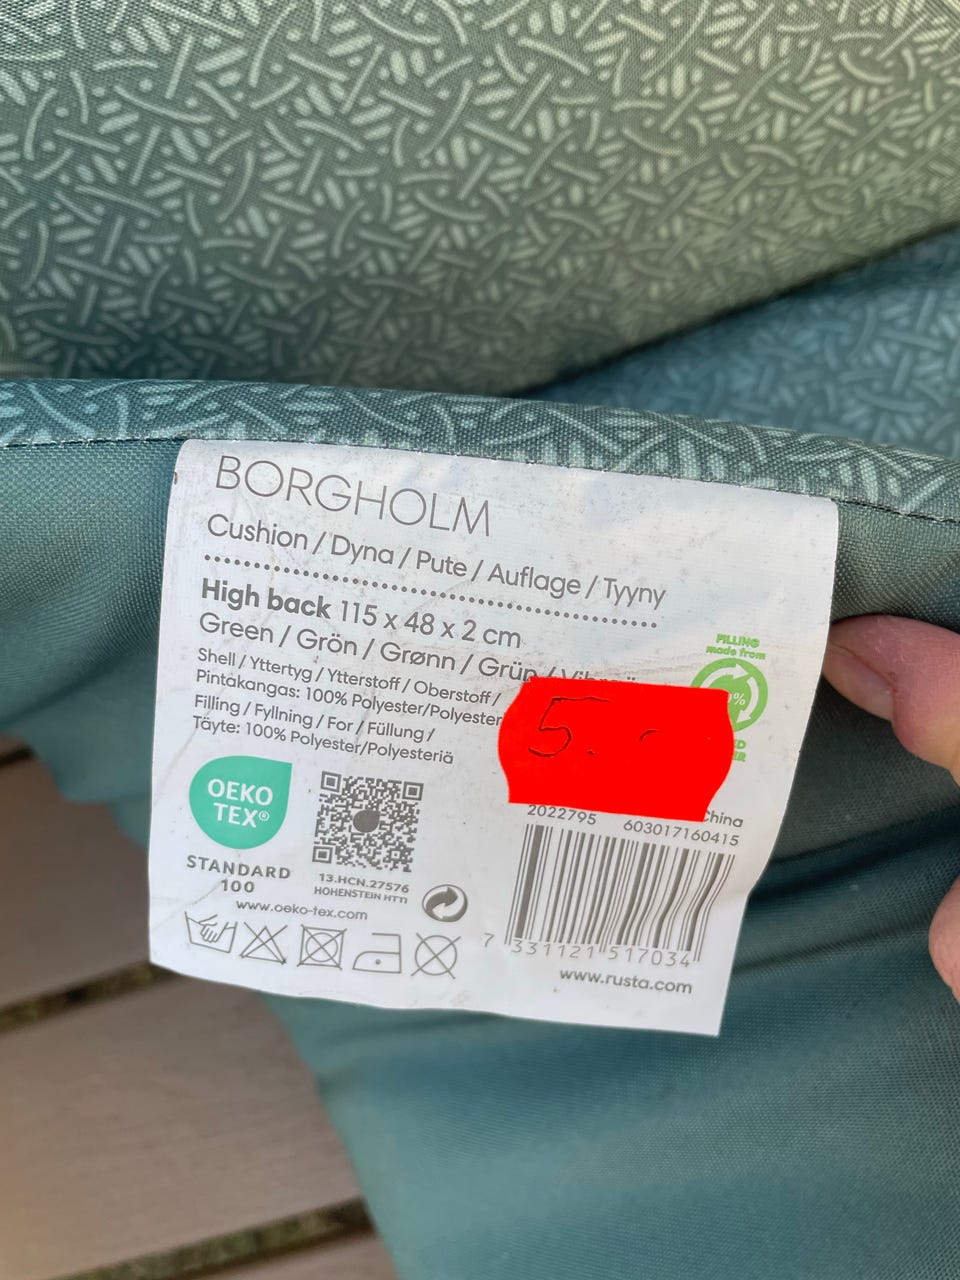 BORGHOLM
Cushion / Dyna / Pute / Auflage / Tyyny
High back 115 x 48 x 2 cm
Green / Grön / Grønn / Grün /
Shell / Yttertyg / Ytterstoff / Oberstoff /
Pintakangas: 100% Polyester/Polyester
Filling / Fyllning / For / Füllung /
Täyte: 100% Polyester/Polyesteriä
FILLING
made from
5.
OEKO
TEX®
STANDARD
100
www.oeko-tex.com
13.HCN.27576
HOHENSTEIN HTTI
China
2022795 603017160415
7 331121 517034
www.rusta.com